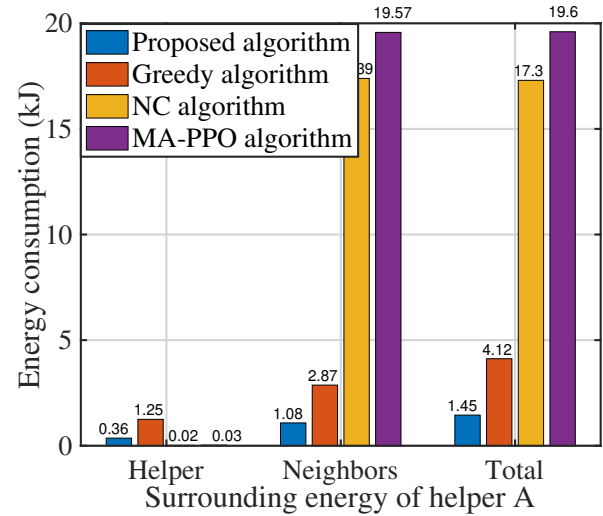 Proposed algorithm
Greedy algorithm
NC algorithm
MA-PPO algorithm
Energy consumption (kJ)
20
15
10
5
0
0.36
1.25
0.02
0.03
1.08
2.87
39
19.57
1.45
4.12
17.3
19.6
Helper
Neighbors
Total
Surrounding energy of helper A